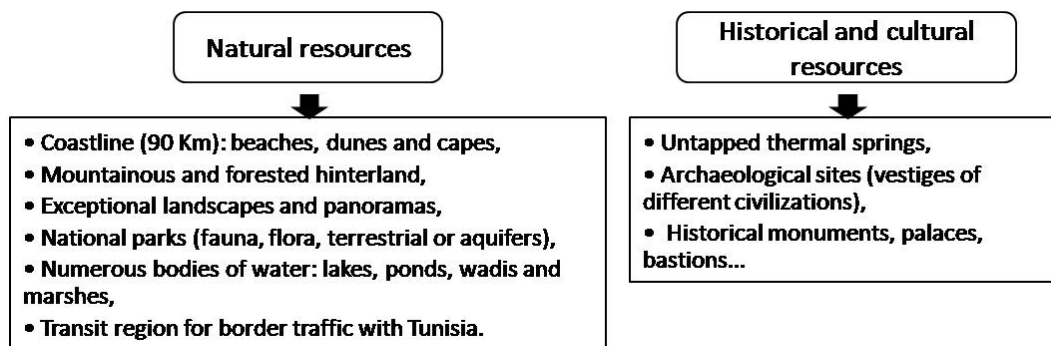 Natural resources
• Coastline (90 Km): beaches, dunes and capes,
• Mountainous and forested hinterland,
• Exceptional landscapes and panoramas,
• National parks (fauna, flora, terrestrial or aquifers),
• Numerous bodies of water: lakes, ponds, wadis and
marshes,
• Transit region for border traffic with Tunisia.
Historical and cultural
resources
• Untapped thermal springs,
• Archaeological sites (vestiges of
different civilizations),
• Historical monuments, palaces,
bastions...